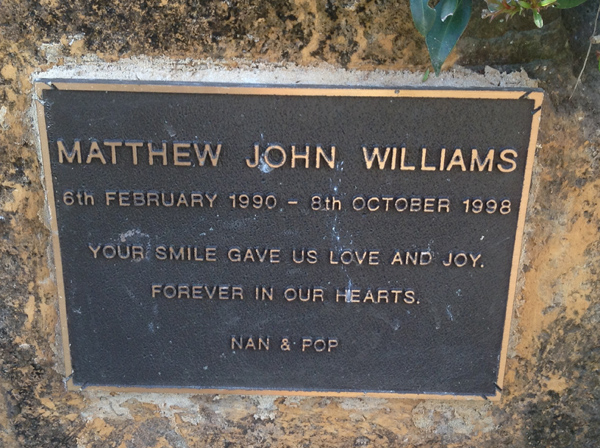 MATTHEW JOHN WILLIAMS
6th FEBRUARY 1990 - 8th OCTOBER 1998
YOUR SMILE GAVE US LOVE AND JOY.
FOREVER IN OUR HEARTS.
NAN & POP